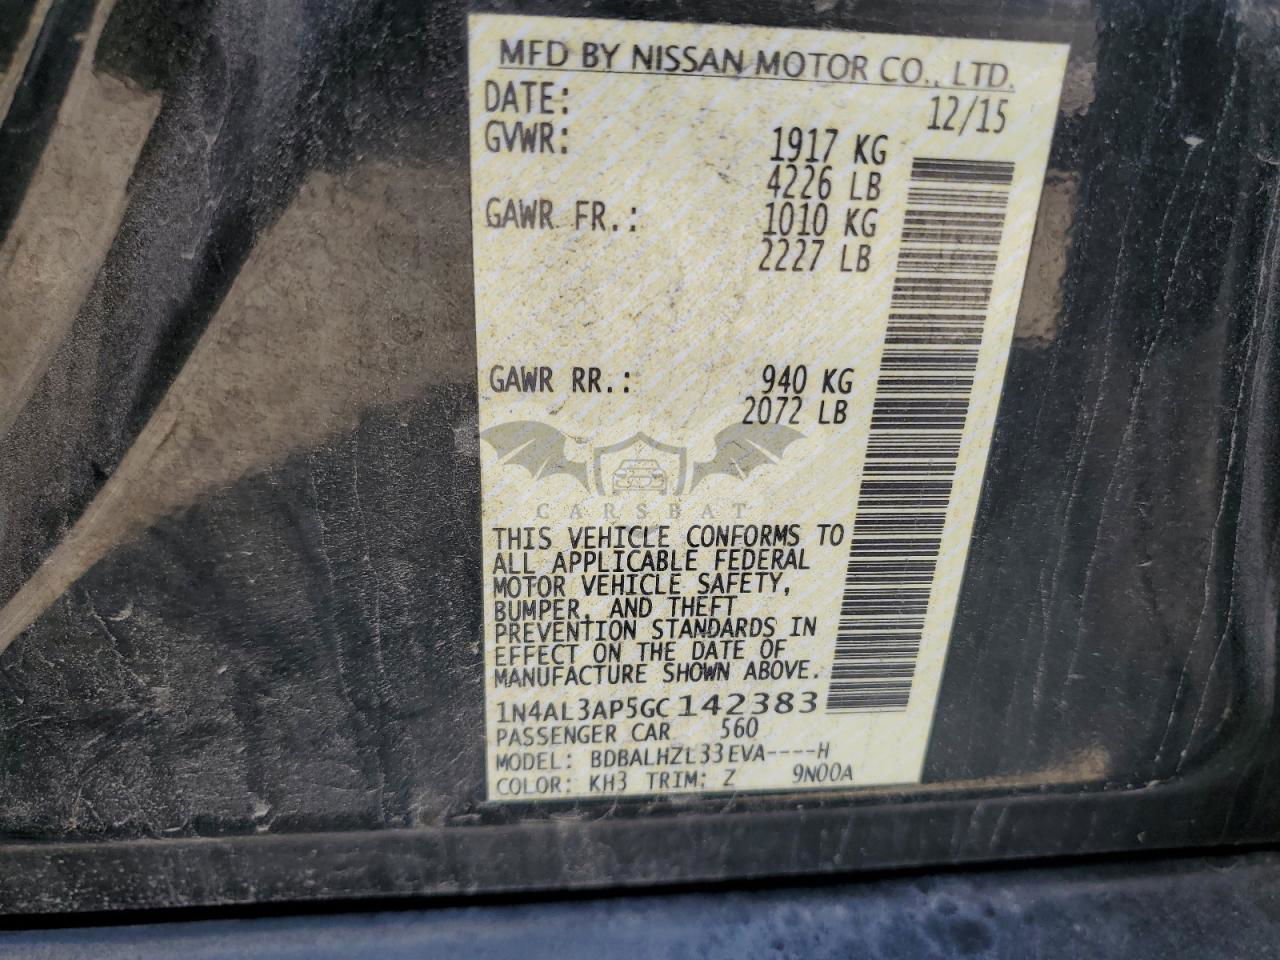 MFD BY NISSAN MOTOR CO., LTD.
DATE: 12/15
GVWR: 1917 KG
4226 LB
GAWR FR.: 1010 KG
2227 LB
GAWR RR.: 940 KG
2072 LB
CARSBAT
THIS VEHICLE CONFORMS TO
ALL APPLICABLE FEDERAL
MOTOR VEHICLE SAFETY,
BUMPER, AND THEFT
PREVENTION STANDARDS IN
EFFECT ON THE DATE OF
MANUFACTURE SHOWN ABOVE.
1N4AL3AP5GC142383
PASSENGER CAR 560
MODEL: BDBALHZL33EVA----H
COLOR: KH3 TRIM: Z 9N00A